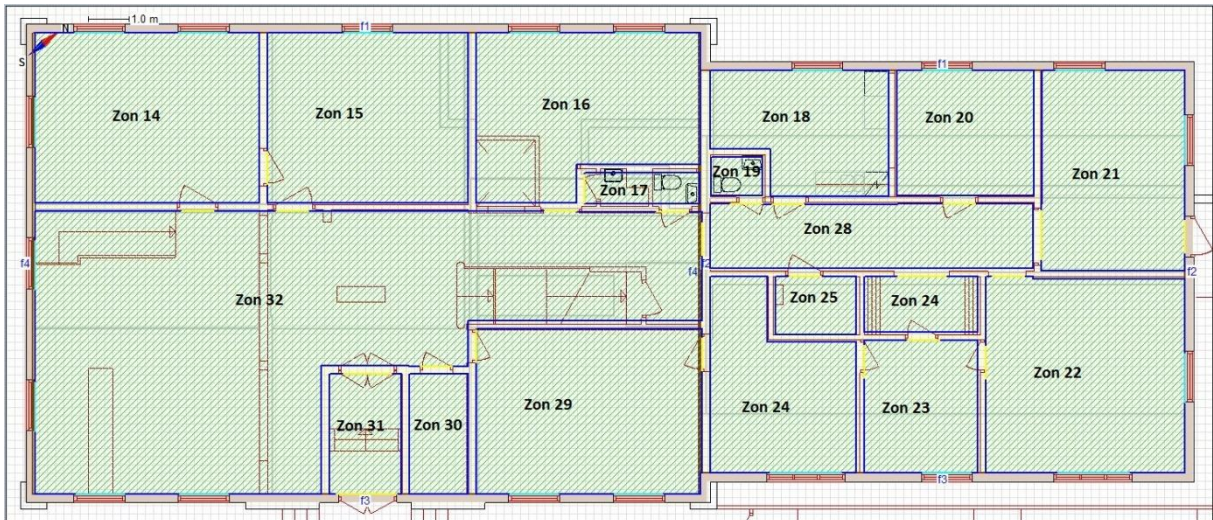 N
1.0 m
f1
S
Zon 14
Zon 15
Zon 16
f1
Zon 18
Zon 20
Zon 19
Zon 21
Zon 17
Zon 28
f4
f2
f4
f2
Zon 32
Zon 25
Zon 24
Zon 22
Zon 29
Zon 24
Zon 23
Zon 31
Zon 30
f3
f3